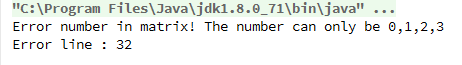 "C:\Program Files\Java\jdk1.8.0_71\bin\java" ...
Error number in matrix! The number can only be 0,1,2,3
Error line : 32